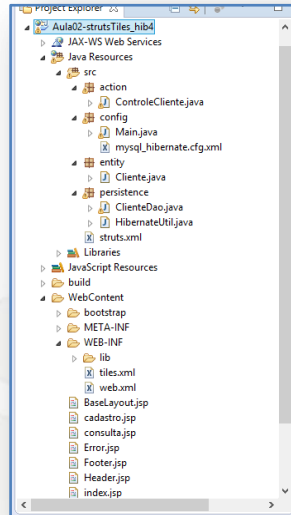 Project Explorer
Aula02-strutsTiles_hib4
JAX-WS Web Services
Java Resources
src
action
ControleCliente.java
config
Main.java
mysql_hibernate.cfg.xml
entity
Cliente.java
persistence
ClienteDao.java
HibernateUtil.java
struts.xml
Libraries
JavaScript Resources
build
WebContent
bootstrap
META-INF
WEB-INF
lib
tiles.xml
web.xml
BaseLayout.jsp
cadastro.jsp
consulta.jsp
Error.jsp
Footer.jsp
Header.jsp
index.jsp